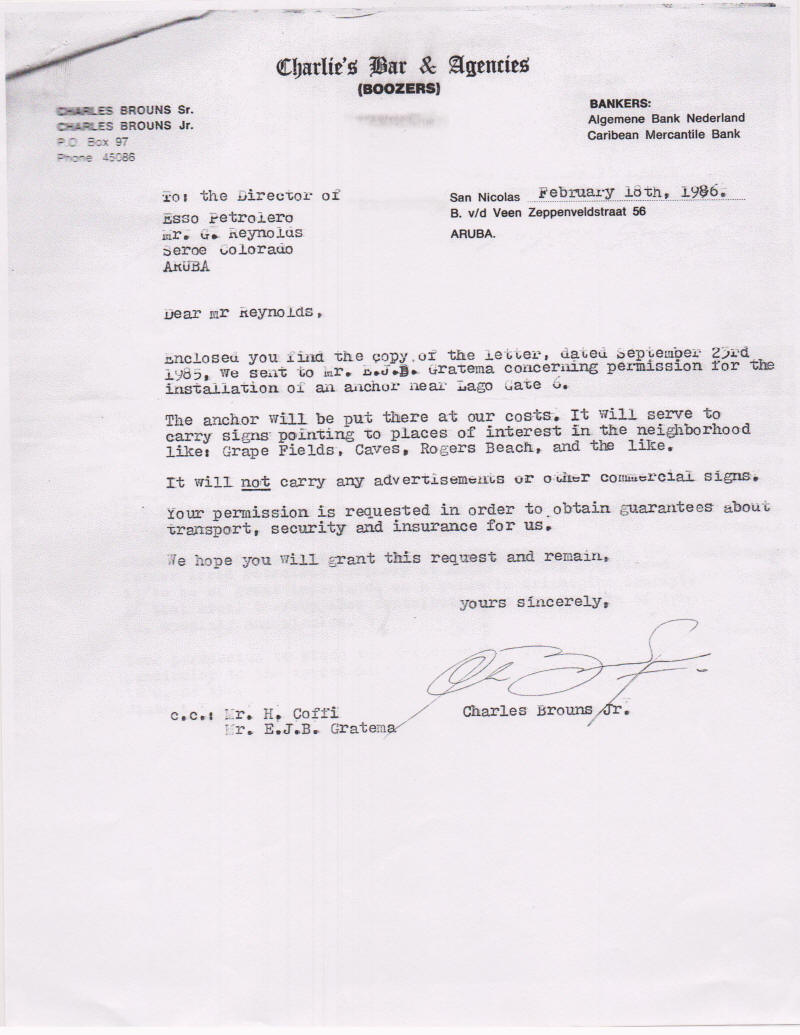 Charlie's Bar & Agencies
(BOOZERS)
CHARLES BROUNS Sr.
CHARLES BROUNS Jr.
P.O. Box 97
Phone 45086
BANKERS:
Algemene Bank Nederland
Caribean Mercantile Bank
San Nicolas February 18th, 1986.
B. v/d Veen Zeppenveldstraat 56
ARUBA.
To: the Director of
Esso Petrolero
Mr. G. Reynolds
Seroe Colorado
ARUBA
Dear Mr Reynolds,
Enclosed you find the copy of the letter, dated September 23rd
1985, We sent to Mr. E.J.B. Gratema concerning permission for the
installation of an anchor near Lago Gate 6.
The anchor will be put there at our costs. It will serve to
carry signs pointing to places of interest in the neighborhood
like: Grape Fields, Caves, Rogers Beach, and the like.
It will not carry any advertisements or other commercial signs.
Your permission is requested in order to obtain guarantees about
transport, security and insurance for us.
We hope you will grant this request and remain,
yours sincerely,
Charles Brouns Jr.
c.c.: Mr. H. Coffi
Mr. E.J.B. Gratema